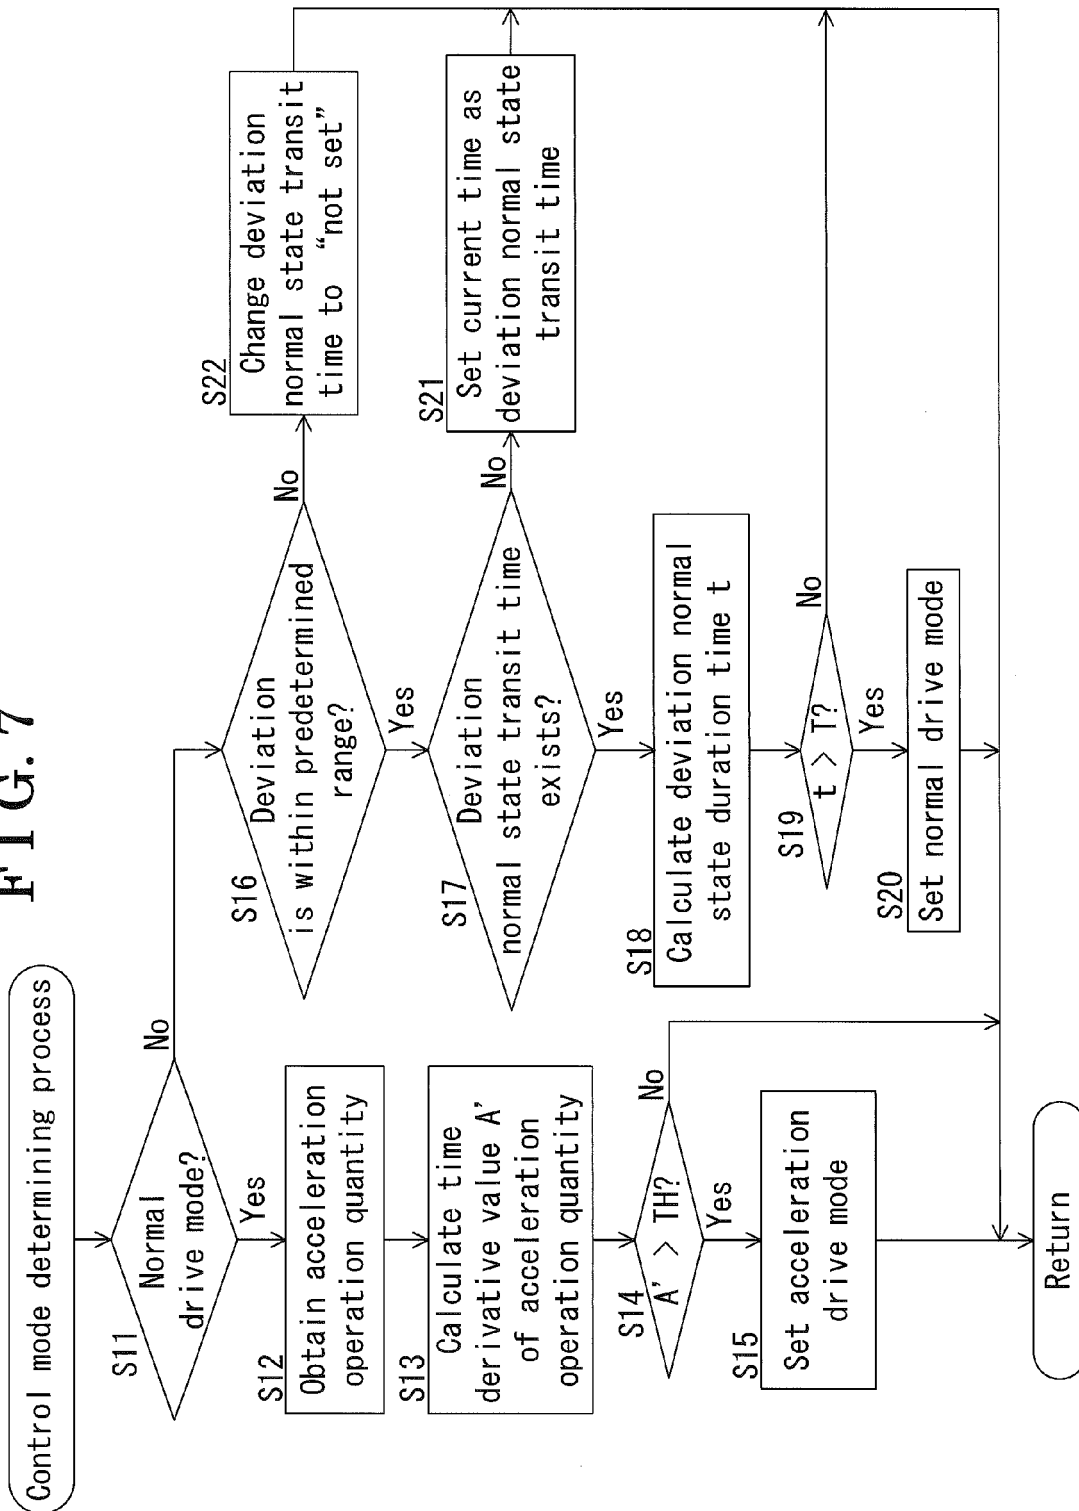 FIG. 7
Control mode determining process
S11
Normal
drive mode?
No
Yes
S12
Obtain acceleration
operation quantity
S13
Calculate time
derivative value A'
of acceleration
operation quantity
S14
A' > TH?
No
Yes
S15
Set acceleration
drive mode
Return
S16
Deviation
is within predetermined
range?
No
Yes
S22
Change deviation
normal state transit
time to “not set”
S17
Deviation
normal state transit time
exists?
No
Yes
S21
Set current time as
deviation normal state
transit time
S18
Calculate deviation normal
state duration time t
S19
t > T?
No
Yes
S20
Set normal drive mode